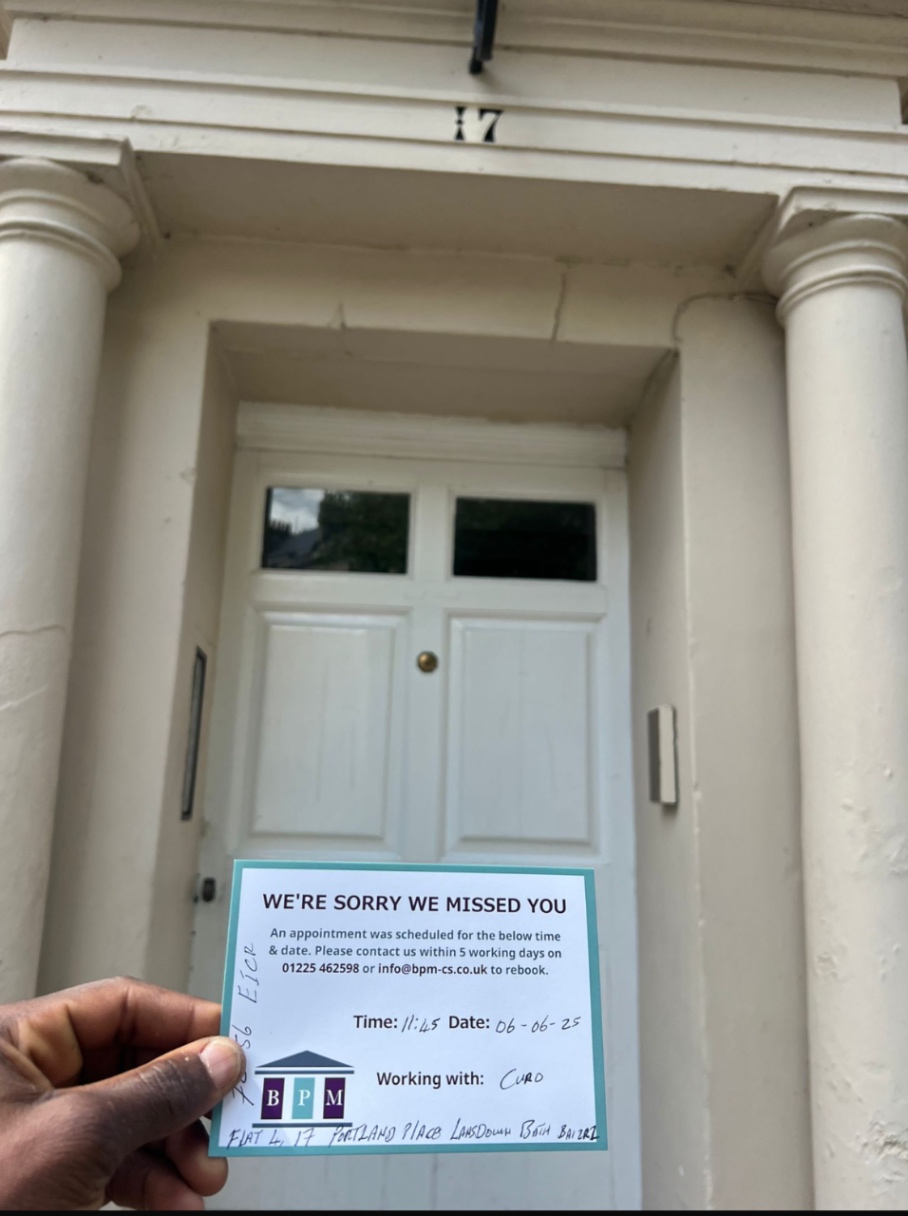 17
WE'RE SORRY WE MISSED YOU
An appointment was scheduled for the below time
& date. Please contact us within 5 working days on
01225 462598 or info@bpm-cs.co.uk to rebook.
Time: 11:45 Date: 06-06-25
Working with: CURO
BPM
FLAT 4, 17 PORTLAND PLACE LANSDOWN BATH
EICR